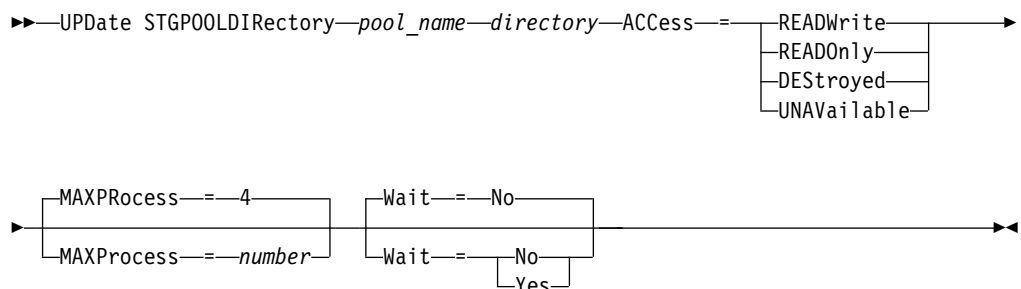 UPDate STGPOOLDIRectory pool_name directory ACCess = READWrite
READOnly
DEStroyed
UNAVailable
MAXPRocess = 4 Wait = No
MAXProcess = number Wait = No
Yes